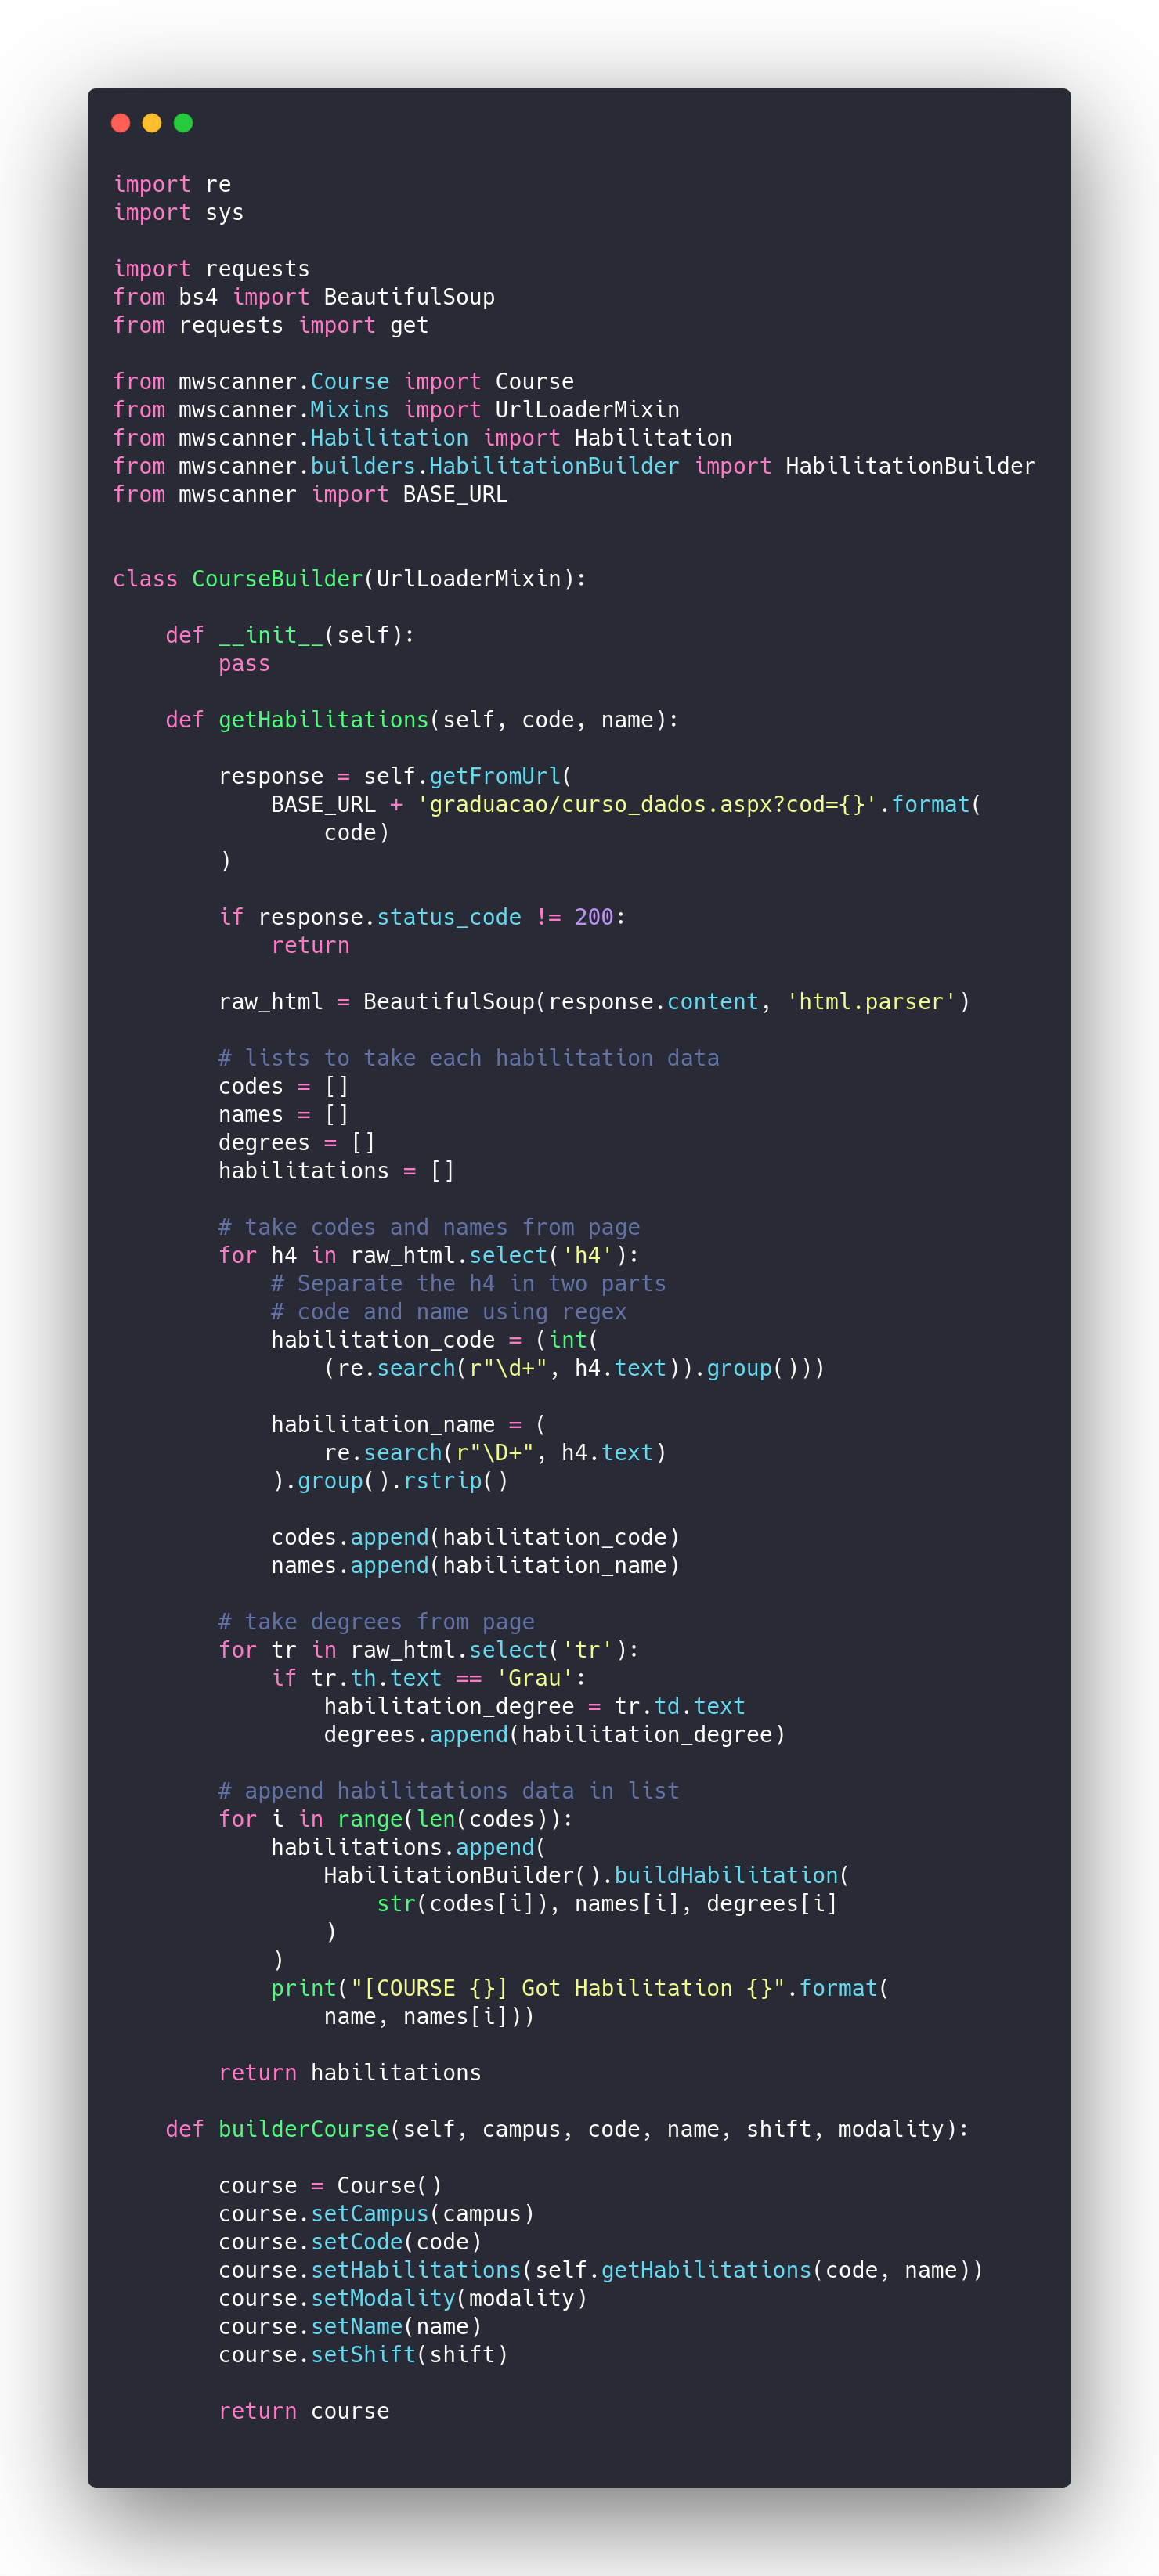 import re
import sys

import requests
from bs4 import BeautifulSoup
from requests import get

from mwscanner.Course import Course
from mwscanner.Mixins import UrlLoaderMixin
from mwscanner.Habilitation import Habilitation
from mwscanner.builders.HabilitationBuilder import HabilitationBuilder
from mwscanner import BASE_URL


class CourseBuilder(UrlLoaderMixin):

    def __init__(self):
        pass

    def getHabilitations(self, code, name):

        response = self.getFromUrl(
            BASE_URL + 'graduacao/curso_dados.aspx?cod={}'.format(
                code)
        )

        if response.status_code != 200:
            return

        raw_html = BeautifulSoup(response.content, 'html.parser')

        # lists to take each habilitation data
        codes = []
        names = []
        degrees = []
        habilitations = []

        # take codes and names from page
        for h4 in raw_html.select('h4'):
            # Separate the h4 in two parts
            # code and name using regex
            habilitation_code = (int(
                (re.search(r"\d+", h4.text)).group()))

            habilitation_name = (
                re.search(r"\D+", h4.text)
            ).group().rstrip()

            codes.append(habilitation_code)
            names.append(habilitation_name)

        # take degrees from page
        for tr in raw_html.select('tr'):
            if tr.th.text == 'Grau':
                habilitation_degree = tr.td.text
                degrees.append(habilitation_degree)

        # append habilitations data in list
        for i in range(len(codes)):
            habilitations.append(
                HabilitationBuilder().buildHabilitation(
                    str(codes[i]), names[i], degrees[i]
                )
            )
            print("[COURSE {}] Got Habilitation {}".format(
                name, names[i]))

        return habilitations

    def builderCourse(self, campus, code, name, shift, modality):

        course = Course()
        course.setCampus(campus)
        course.setCode(code)
        course.setHabilitations(self.getHabilitations(code, name))
        course.setModality(modality)
        course.setName(name)
        course.setShift(shift)

        return course